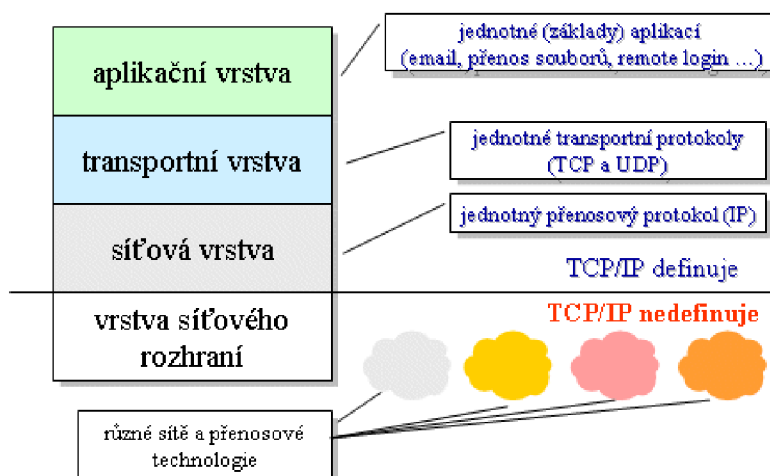 aplikační vrstva
jednotné (základy) aplikací
(email, přenos souborů, remote login ...)
transportní vrstva
jednotné transportní protokoly
(TCP a UDP)
síťová vrstva
jednotný přenosový protokol (IP)
TCP/IP definuje
vrstva síťového
rozhraní
TCP/IP nedefinuje
různé sítě a přenosové
technologie